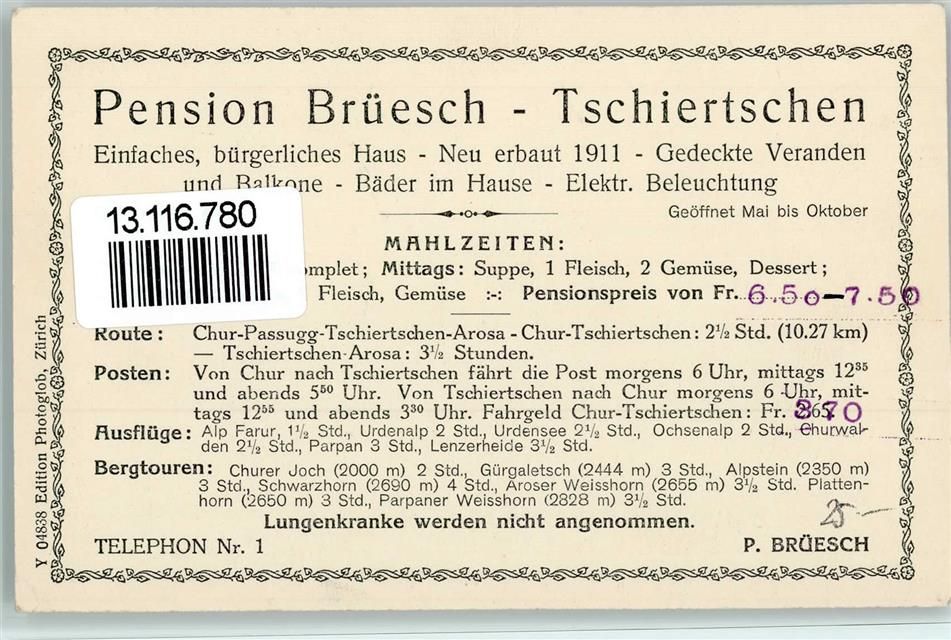 Pension Brüesch - Tschiertschen
Einfaches, bürgerliches Haus - Neu erbaut 1911 - Gedeckte Veranden
und Balkone - Bäder im Hause - Elektr. Beleuchtung
Geöffnet Mai bis Oktober
13.116.780
MAHLZEITEN:
omplet; Mittags: Suppe, 1 Fleisch, 2 Gemüse, Dessert;
Fleisch, Gemüse :-: Pensionspreis von Fr. 6.50–7.50
Route: Chur-Passugg-Tschiertschen-Arosa - Chur-Tschiertschen: 2½ Std. (10.27 km)
— Tschiertschen-Arosa: 3½ Stunden.
Posten: Von Chur nach Tschiertschen fährt die Post morgens 6 Uhr, mittags 12³⁵
und abends 5⁵⁰ Uhr. Von Tschiertschen nach Chur morgens 6 Uhr, mit-
tags 12⁵⁵ und abends 3³⁰ Uhr. Fahrgeld Chur-Tschiertschen: Fr. 3.70
Ausflüge: Alp Farur, 1½ Std., Urdenalp 2 Std., Urdensee 2½ Std., Ochsenalp 2 Std., Churwal-
den 2½ Std., Parpan 3 Std., Lenzerheide 3½ Std.
Bergtouren: Churer Joch (2000 m) 2 Std., Gürgaletsch (2444 m) 3 Std., Alpstein (2350 m)
3 Std., Schwarzhorn (2690 m) 4 Std., Aroser Weisshorn (2655 m) 3½ Std. Platten-
horn (2650 m) 3 Std., Parpaner Weisshorn (2828 m) 3½ Std.
Lungenkranke werden nicht angenommen.
25.—
TELEPHON Nr. 1 P. BRÜESCH
Y 04838 Edition Photoglob, Zürich